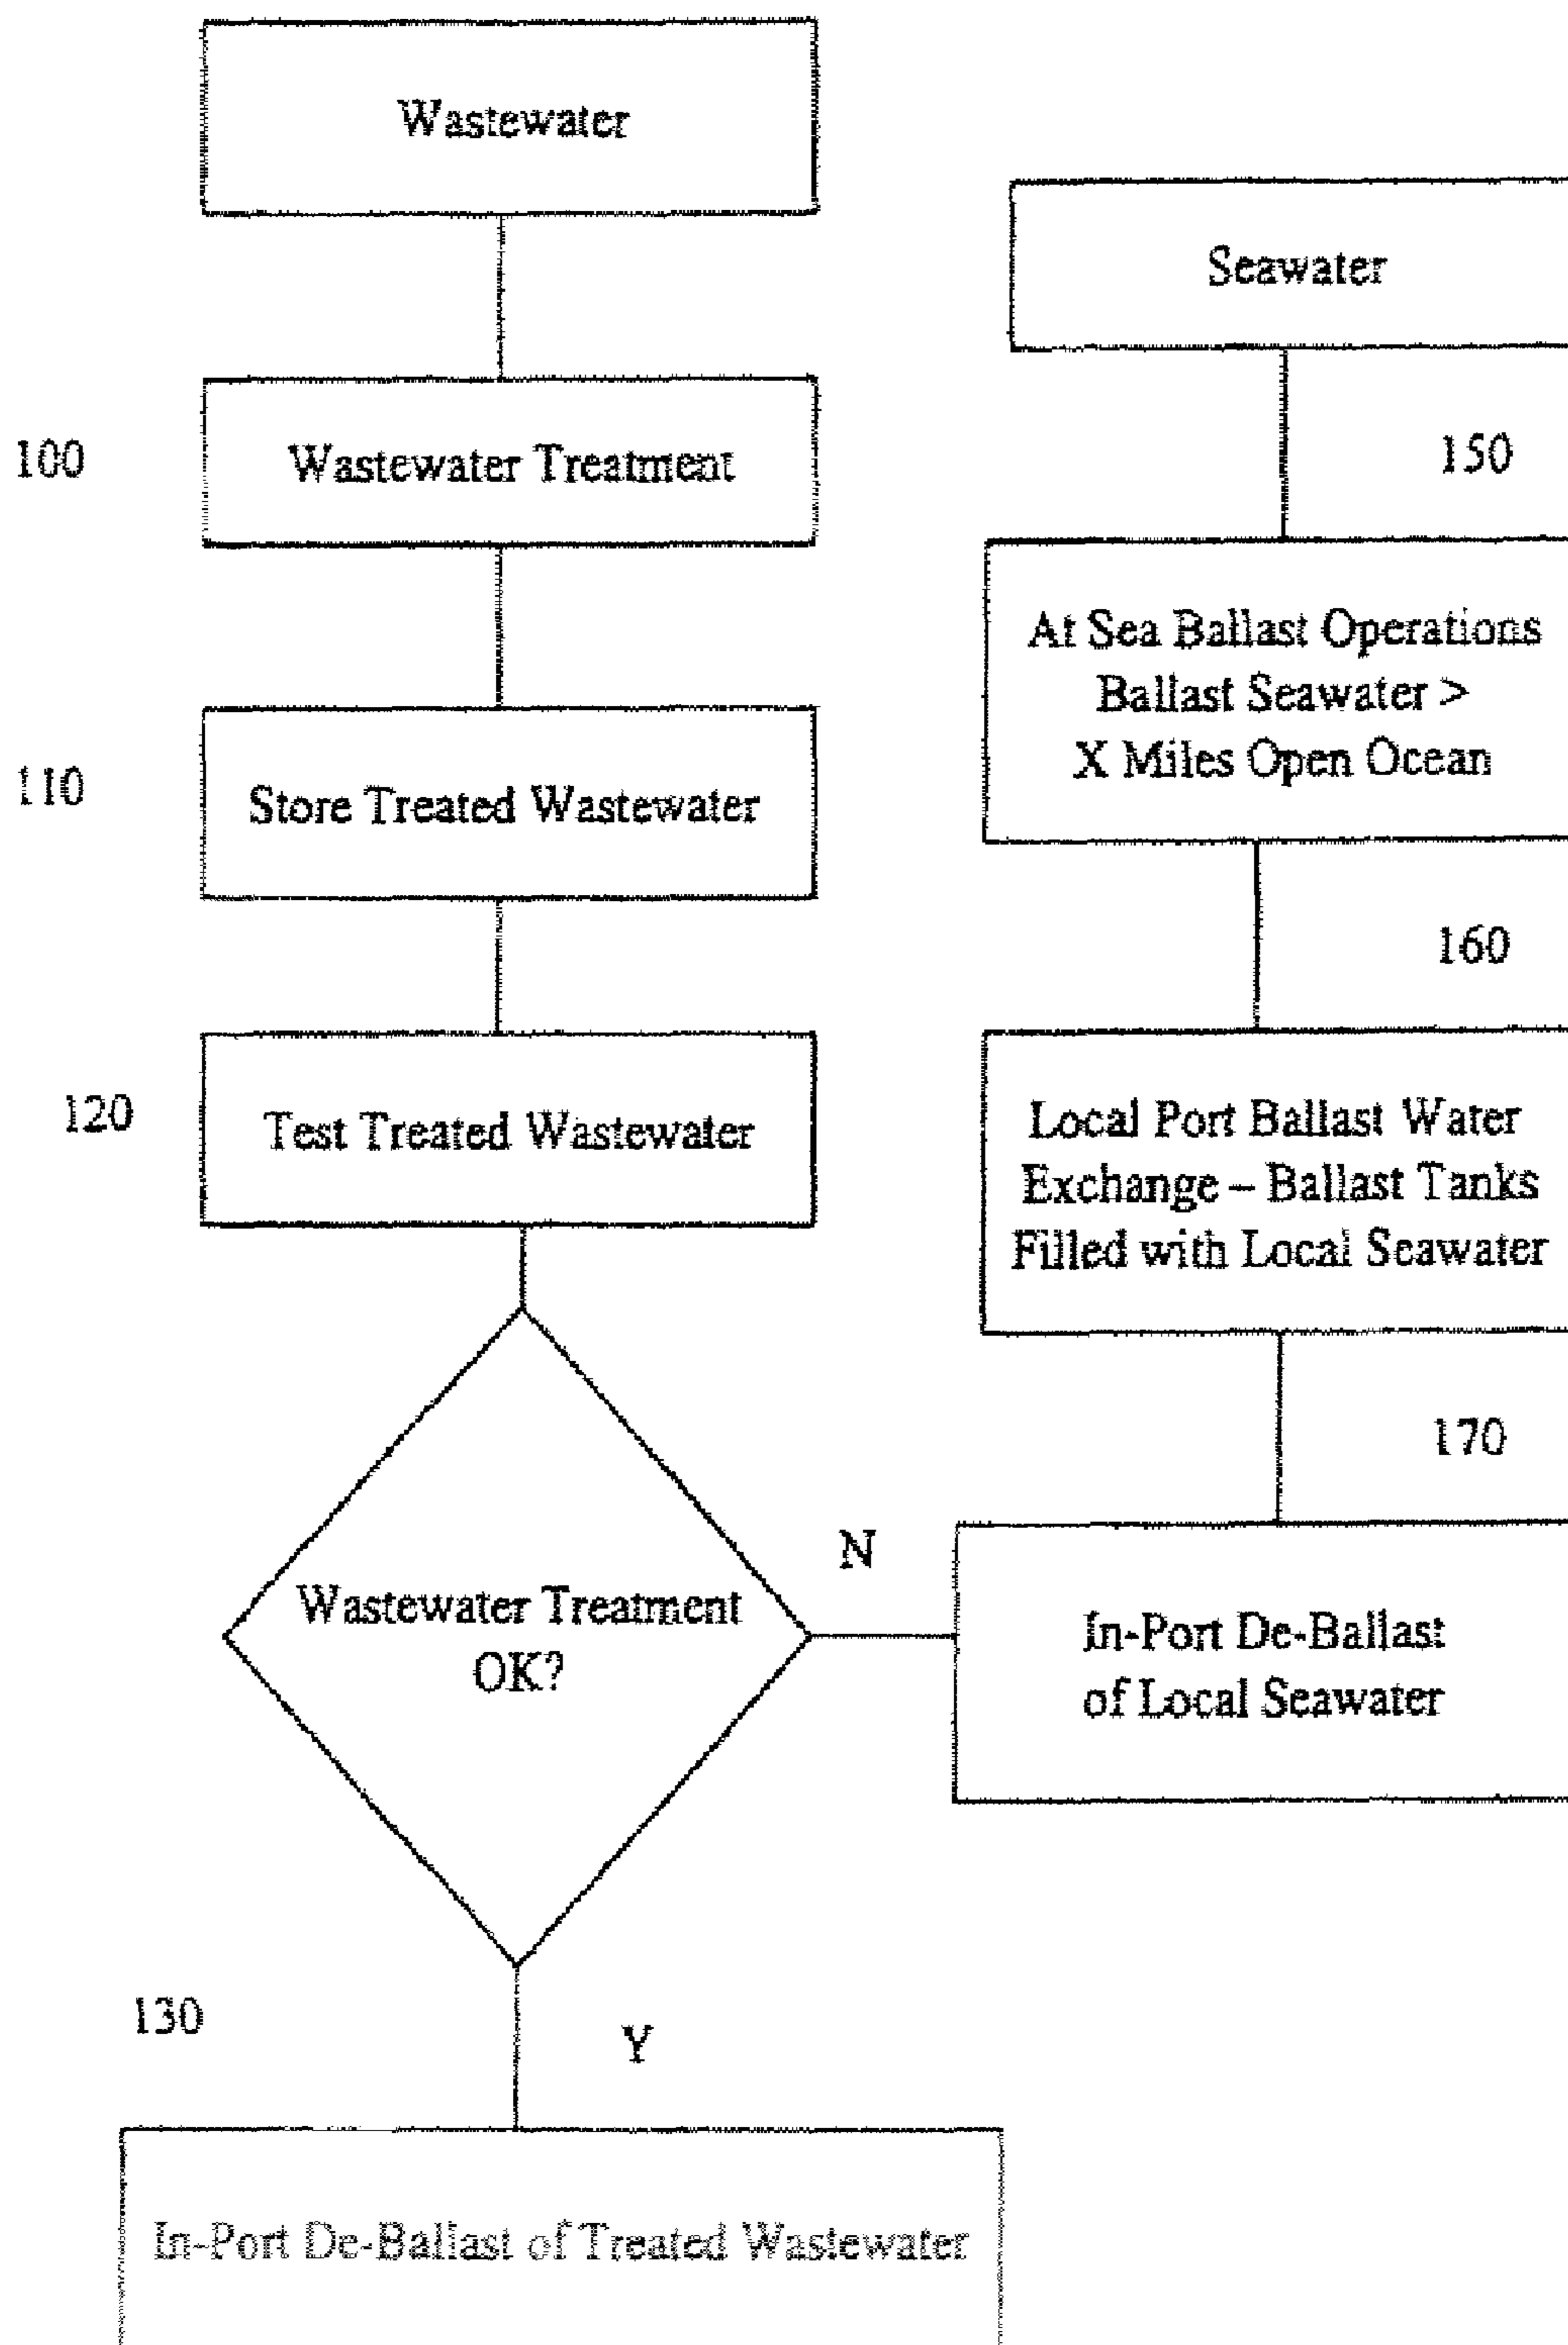 Wastewater
100
Wastewater Treatment
110
Store Treated Wastewater
120
Test Treated Wastewater
Wastewater Treatment
OK?
N
130
Y
In-Port De-Ballast of Treated Wastewater
Seawater
150
At Sea Ballast Operations
Ballast Seawater >
X Miles Open Ocean
160
Local Port Ballast Water
Exchange – Ballast Tanks
Filled with Local Seawater
170
In-Port De-Ballast
of Local Seawater